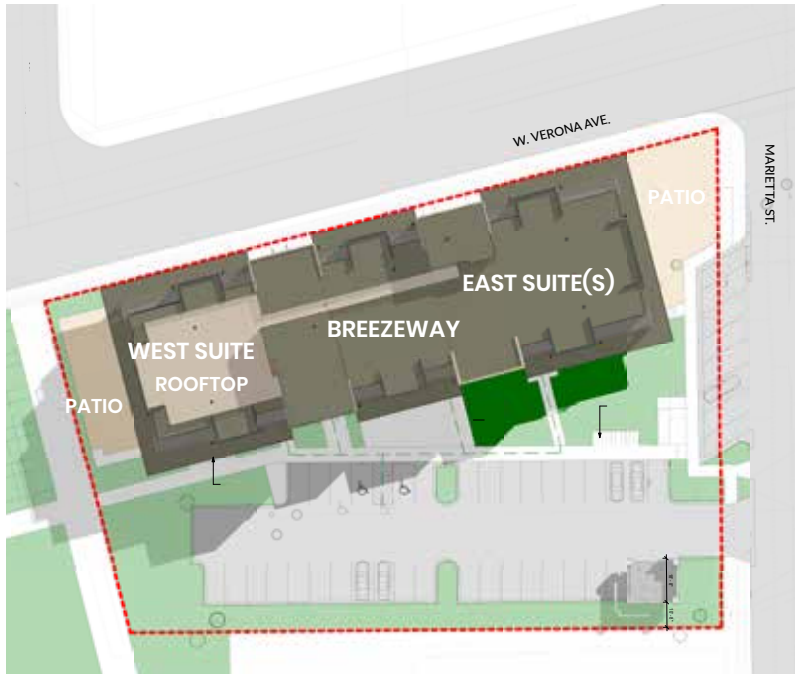 W. VERONA AVE.
MARIETTA ST.
PATIO
EAST SUITE(S)
BREEZEWAY
WEST SUITE
ROOFTOP
PATIO